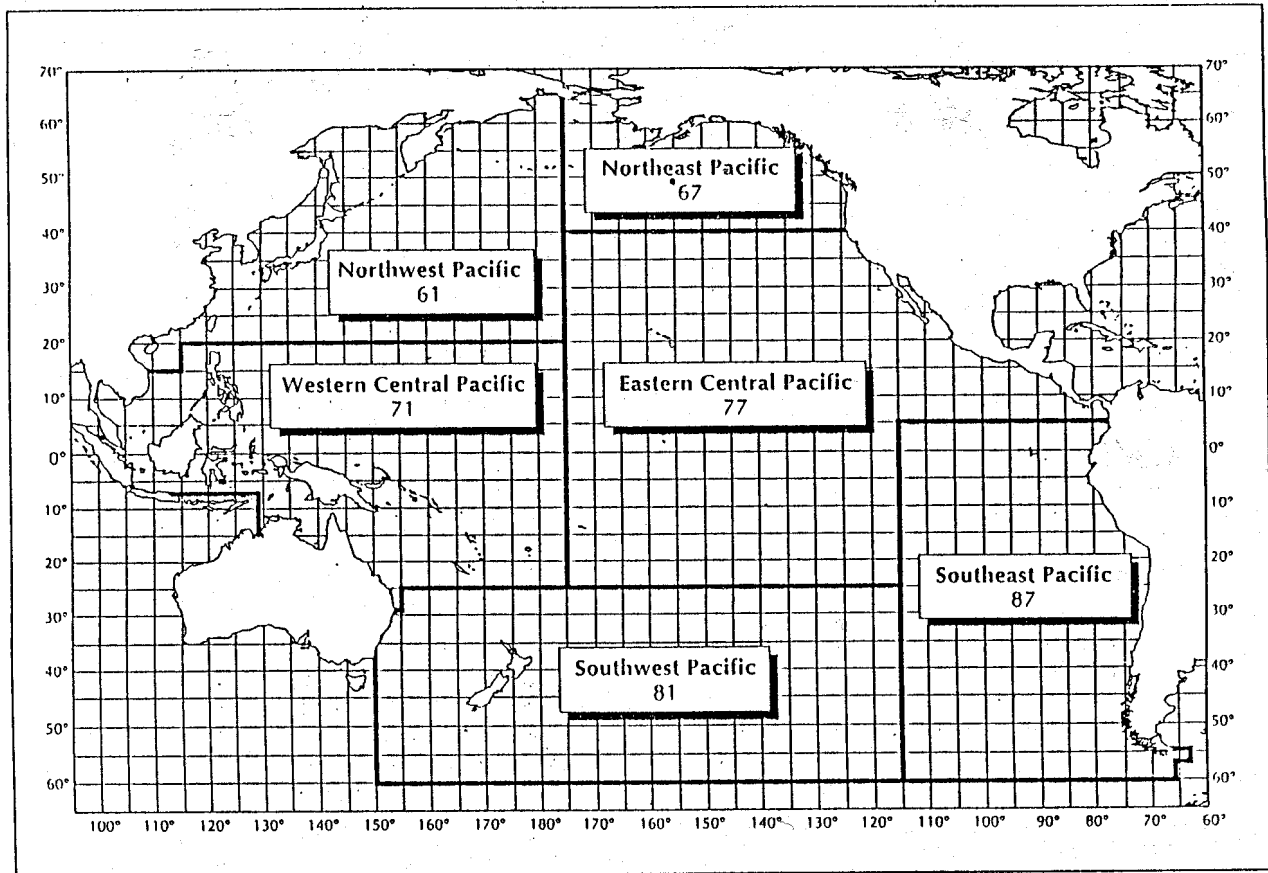 70° 70°
60° 60°
Northeast Pacific
67
50° 50°
40° 40°
Northwest Pacific
61
30° 30°
20° 20°
Western Central Pacific
71
Eastern Central Pacific
77
10° 10°
0° 0°
10° 10°
20° 20°
Southeast Pacific
87
30° 30°
40° 40°
Southwest Pacific
81
50° 50°
60° 60°
100° 110° 120° 130° 140° 150° 160° 170° 180° 170° 160° 150° 140° 130° 120° 110° 100° 90° 80° 70° 60°